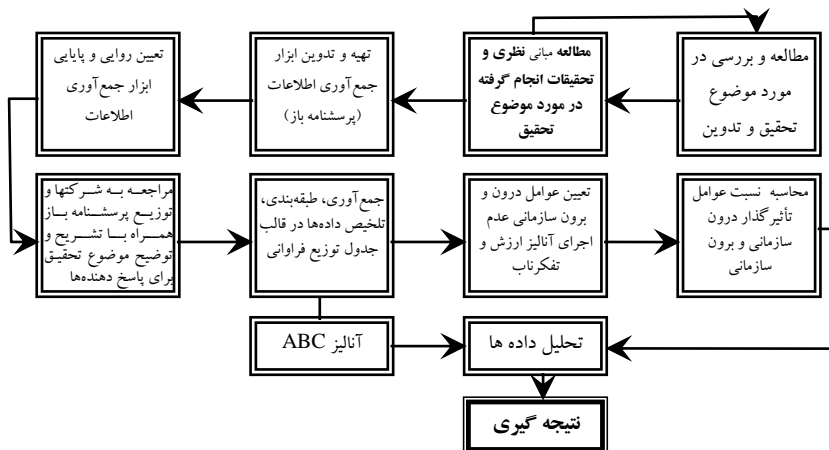 مطالعه و بررسی در
مورد موضوع
تحقیق و تدوین
مطالعه مبانی نظری و
تحقیقات انجام گرفته
در مورد موضوع
تحقیق
تهیه و تدوین ابزار
جمع‌آوری اطلاعات
(پرسشنامه باز)
تعیین روایی و پایایی
ابزار جمع‌آوری
اطلاعات
مراجعه به شرکتها و
توزیع پرسشنامه باز
همراه با تشریح و
توضیح موضوع تحقیق
برای پاسخ دهنده‌ها
جمع‌آوری، طبقه‌بندی،
تلخیص داده‌ها در قالب
جدول توزیع فراوانی
تعیین عوامل درون و
برون سازمانی عدم
اجرای آنالیز ارزش و
تفکرناب
محاسبه نسبت عوامل
تأثیرگذار درون
سازمانی و برون
سازمانی
آنالیز ABC
تحلیل داده ها
نتیجه گیری